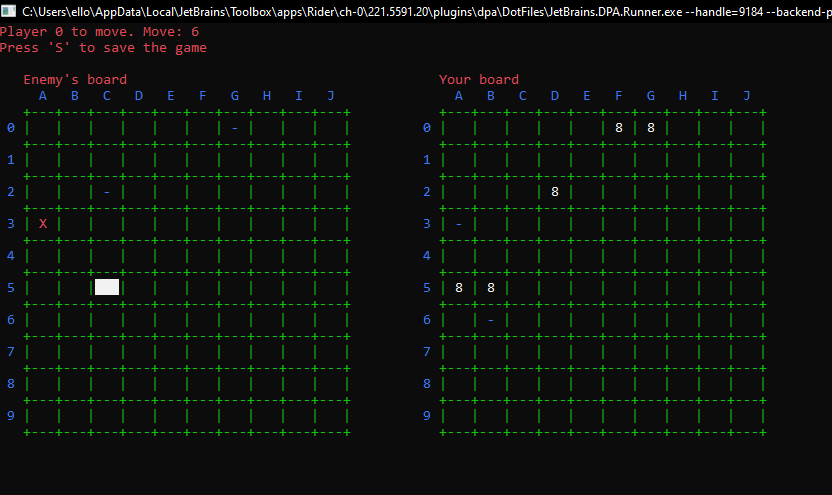 C:\Users\ello\AppData\Local\JetBrains\Toolbox\apps\Rider\ch-0\221.5591.20\plugins\dpa\DotFiles\JetBrains.DPA.Runner.exe --handle=9184 --backend-p
Player 0 to move. Move: 6
Press 'S' to save the game
Enemy's board Your board
A B C D E F G H I J A B C D E F G H I J
0 - 0 8 8
1 1
2 - 2 8
3 X 3 -
4 4
5 5 8 8
6 6 -
7 7
8 8
9 9